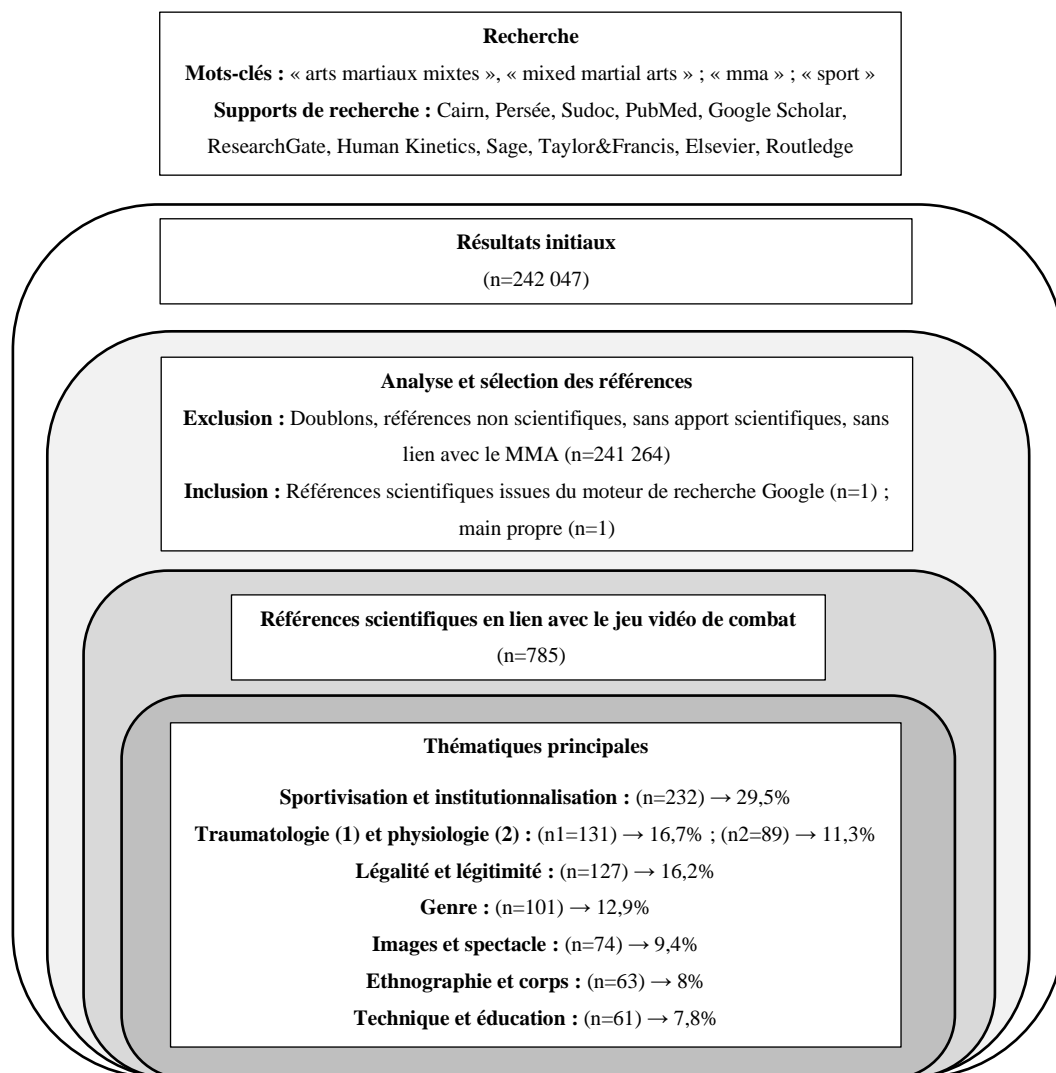 Recherche
Mots-clés : « arts martiaux mixtes », « mixed martial arts » ; « mma » ; « sport »
Supports de recherche : Cairn, Persée, Sudoc, PubMed, Google Scholar,
ResearchGate, Human Kinetics, Sage, Taylor&Francis, Elsevier, Routledge
Résultats initiaux
(n=242 047)
Analyse et sélection des références
Exclusion : Doublons, références non scientifiques, sans apport scientifiques, sans
lien avec le MMA (n=241 264)
Inclusion : Références scientifiques issues du moteur de recherche Google (n=1) ;
main propre (n=1)
Références scientifiques en lien avec le jeu vidéo de combat
(n=785)
Thématiques principales
Sportivisation et institutionnalisation : (n=232) → 29,5%
Traumatologie (1) et physiologie (2) : (n1=131) → 16,7% ; (n2=89) → 11,3%
Légalité et légitimité : (n=127) → 16,2%
Genre : (n=101) → 12,9%
Images et spectacle : (n=74) → 9,4%
Ethnographie et corps : (n=63) → 8%
Technique et éducation : (n=61) → 7,8%